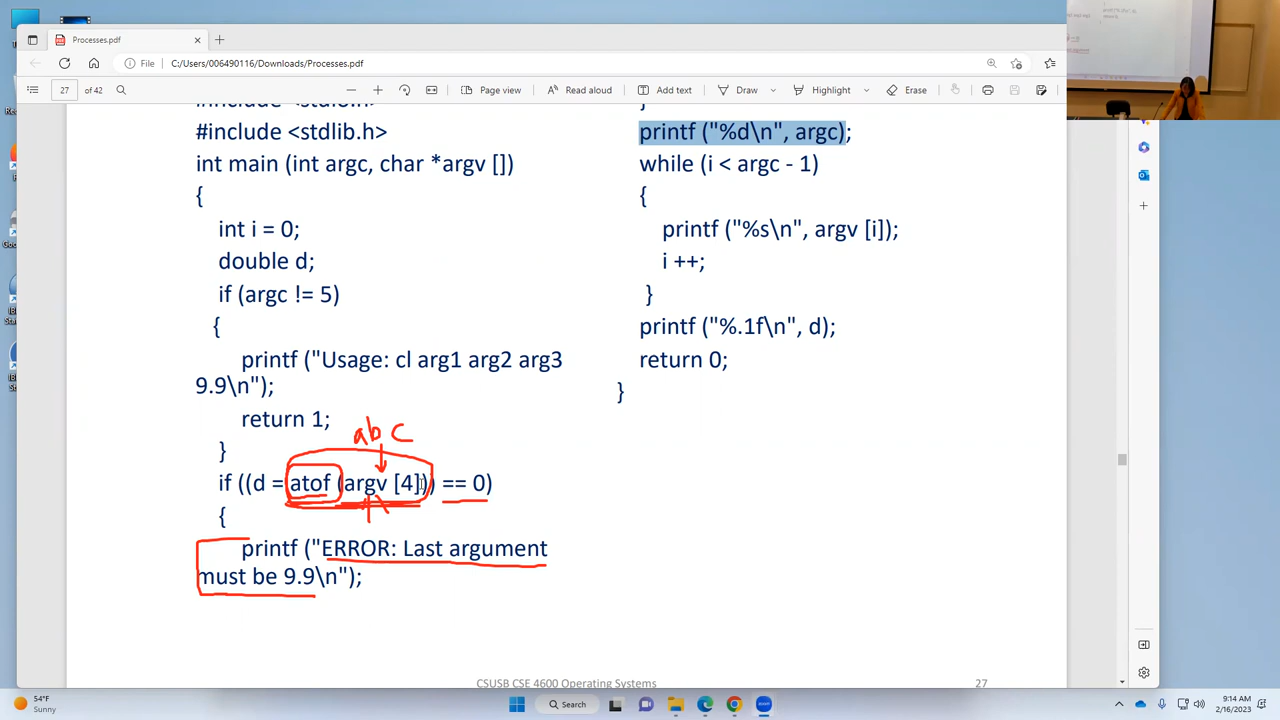 Processes.pdf
File
C:/Users/006490116/Downloads/Processes.pdf
27
of 42
Page view
Read aloud
Add text
Draw
Highlight
Erase
#include <stdlib.h>
int main (int argc, char *argv [])
{
int i = 0;
double d;
if (argc != 5)
{
printf ("Usage: cl arg1 arg2 arg3
9.9\n");
return 1;
}
abc
if ((d = atof (argv [4])) == 0)
{
printf ("ERROR: Last argument
must be 9.9\n");
}
printf ("%d\n", argc);
while (i < argc - 1)
{
printf ("%s\n", argv [i]);
i ++;
}
printf ("%.1f\n", d);
return 0;
}
CSUSB CSE 4600 Operating Systems
27
54°F
Sunny
Search
9:14 AM
2/16/2023